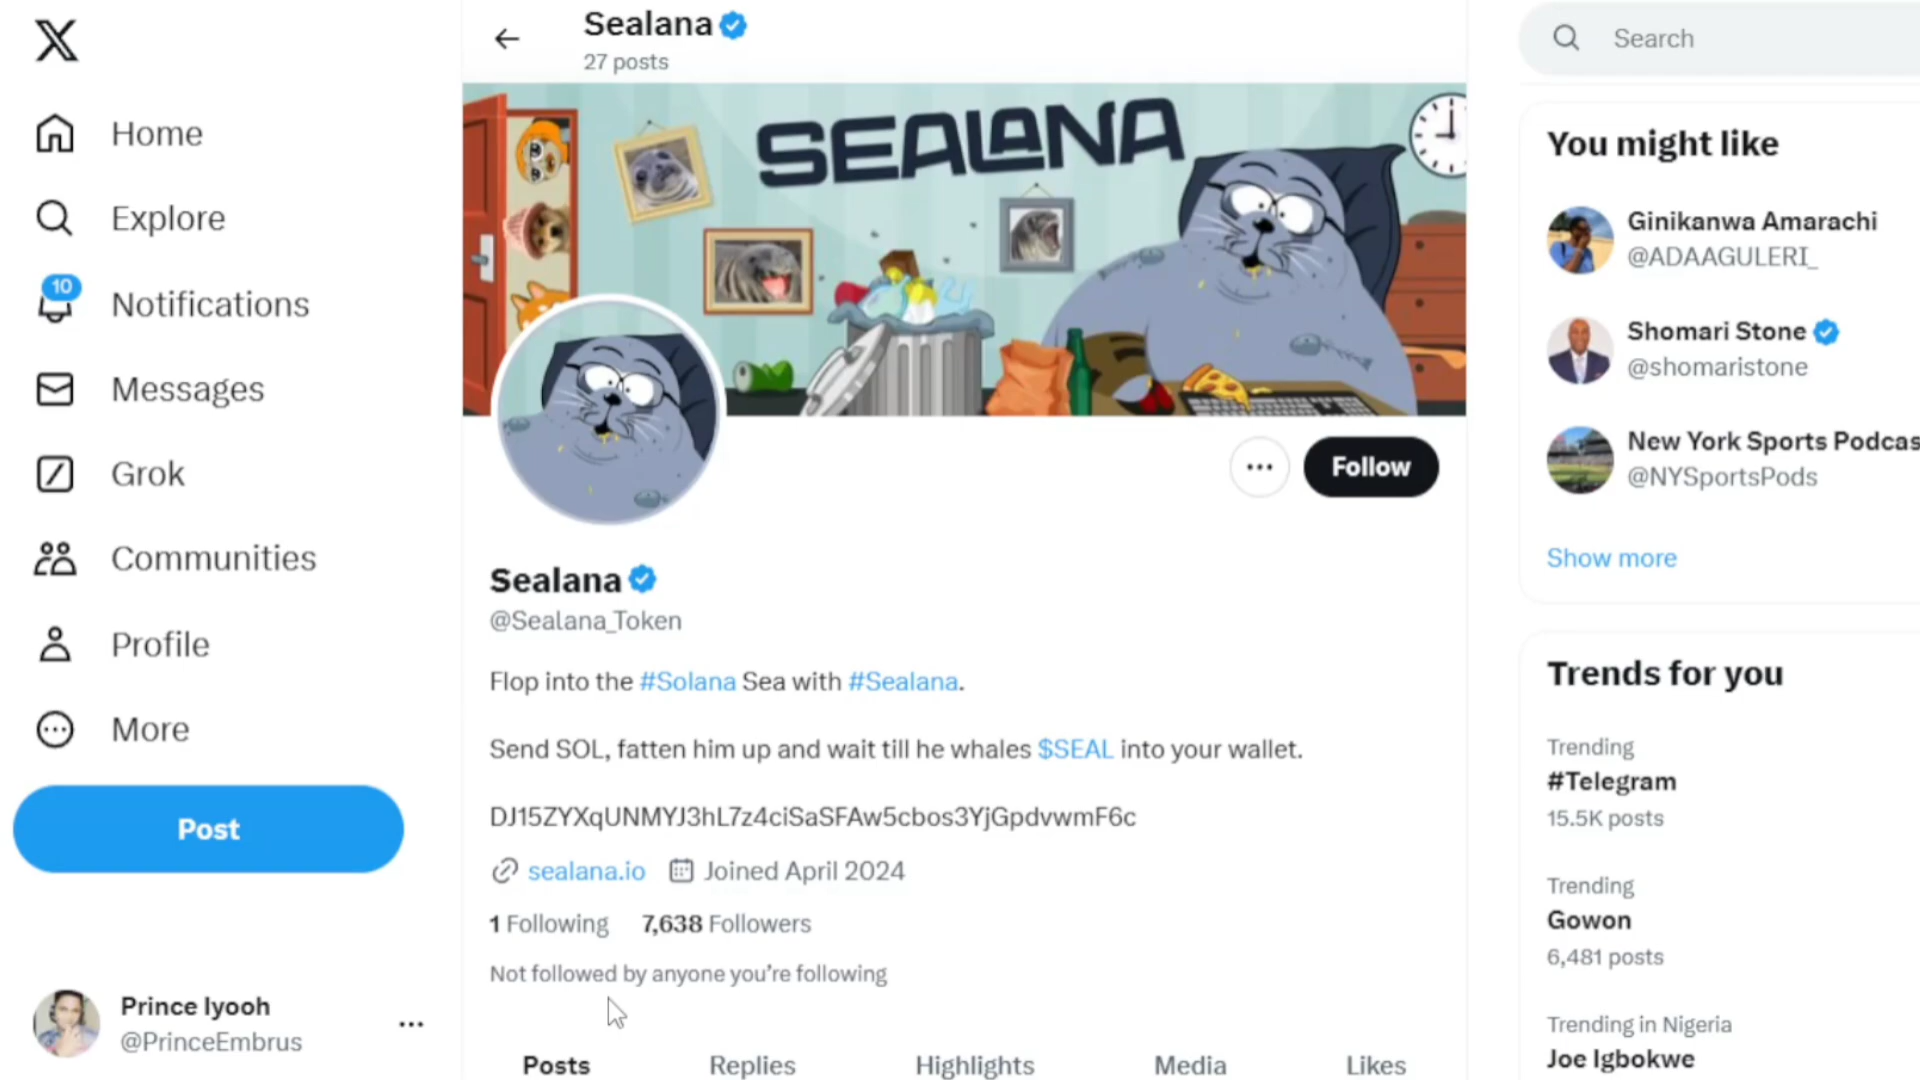 Home
Explore
10
Notifications
Messages
Grok
Communities
Profile
More
Post
Prince Iyooh
@PrinceEmbrus
Sealana
27 posts
SEALANA
Follow
Sealana
@Sealana_Token
Flop into the #Solana Sea with #Sealana.
Send SOL, fatten him up and wait till he whales $SEAL into your wallet.
DJ15ZYXqUNMYJ3hL7z4ciSaSFAw5cbos3YjGpdvwmF6c
sealana.io Joined April 2024
1 Following 7,638 Followers
Not followed by anyone you're following
Posts Replies Highlights Media Likes
Search
You might like
Ginikanwa Amarachi
@ADAAGULERI_
Shomari Stone
@shomaristone
New York Sports Podcas
@NYSportsPods
Show more
Trends for you
Trending
#Telegram
15.5K posts
Trending
Gowon
6,481 posts
Trending in Nigeria
Joe Igbokwe